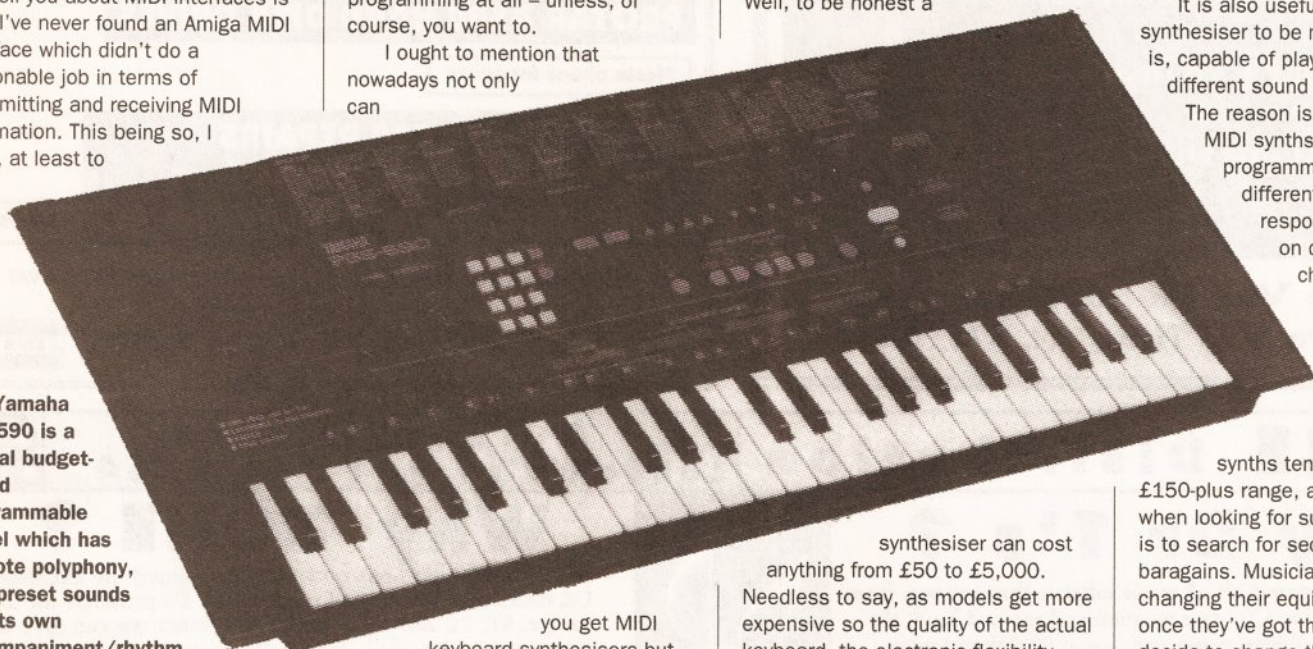 you about MIDI interfaces is
I've never found an Amiga MIDI
ace which didn't do a
onable job in terms of
mitting and receiving MIDI
mation. This being so, I
, at least to
Yamaha
590 is a
al budget-
d
rammable
el which has
ote polyphony,
preset sounds
ts own
mpaniment/rhythm
programming at all – unless, of
course, you want to.
I ought to mention that
nowadays not only
can
you get MIDI
keyboard synthesisers but
Well, to be honest a
synthesiser can cost
anything from £50 to £5,000.
Needless to say, as models get more
expensive so the quality of the actual
keyboard, the electronic flexibility
It is also useful
synthesiser to be
is, capable of play
different sound
The reason is
MIDI synths
programm
different
respo
on
ch
synths ten
£150-plus range, a
when looking for su
is to search for sec
baragains. Musicia
changing their equi
once they've got th
decide to change